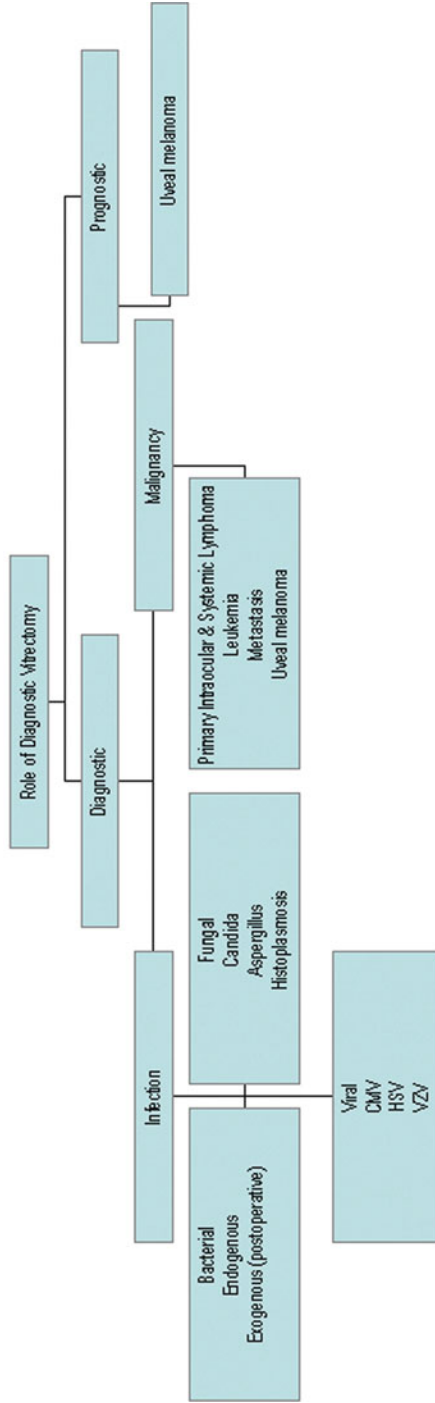 Role of Diagnostic Vitrectomy
Diagnostic
Prognostic
Infection
Malignancy
Uveal melanoma
Bacterial
Endogenous
Exogenous (postoperative)
Fungal
Candida
Aspergillus
Histoplasmosis
Primary Intraocular & Systemic Lymphoma
Leukemia
Metastasis
Uveal melanoma
Viral
CMV
HSV
VZV